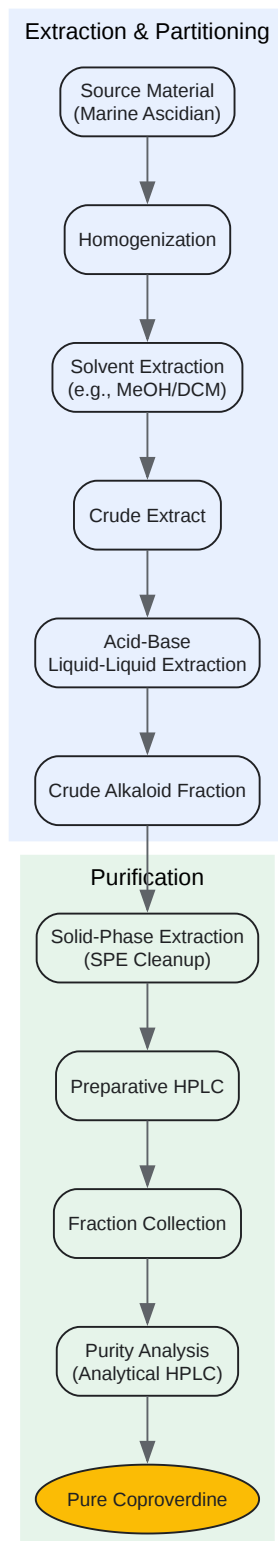 Extraction & Partitioning
Source Material
(Marine Ascidian)
Homogenization
Solvent Extraction
(e.g., MeOH/DCM)
Crude Extract
Acid-Base
Liquid-Liquid Extraction
Crude Alkaloid Fraction
Purification
Solid-Phase Extraction
(SPE Cleanup)
Preparative HPLC
Fraction Collection
Purity Analysis
(Analytical HPLC)
Pure Coproverdine